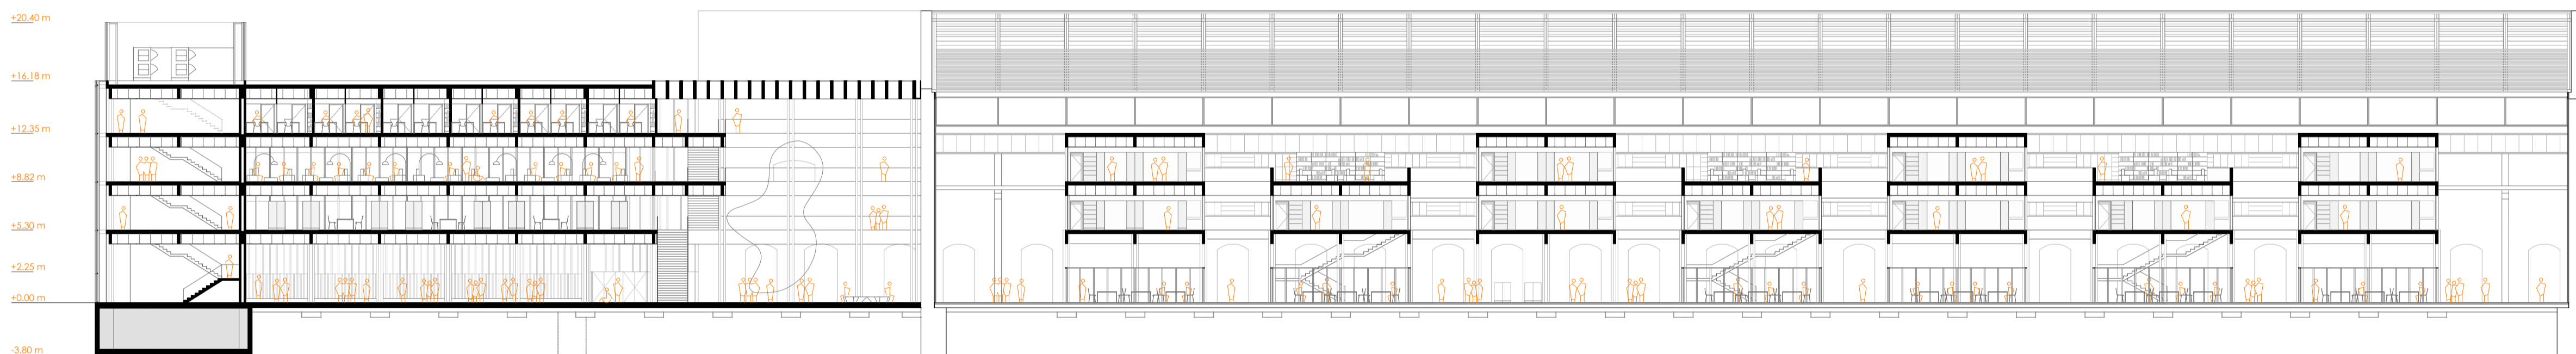 +20.40 m
+16.18 m
+12.35 m
+8.82 m
+5.30 m
+2.25 m
+0.00 m
-3.80 m